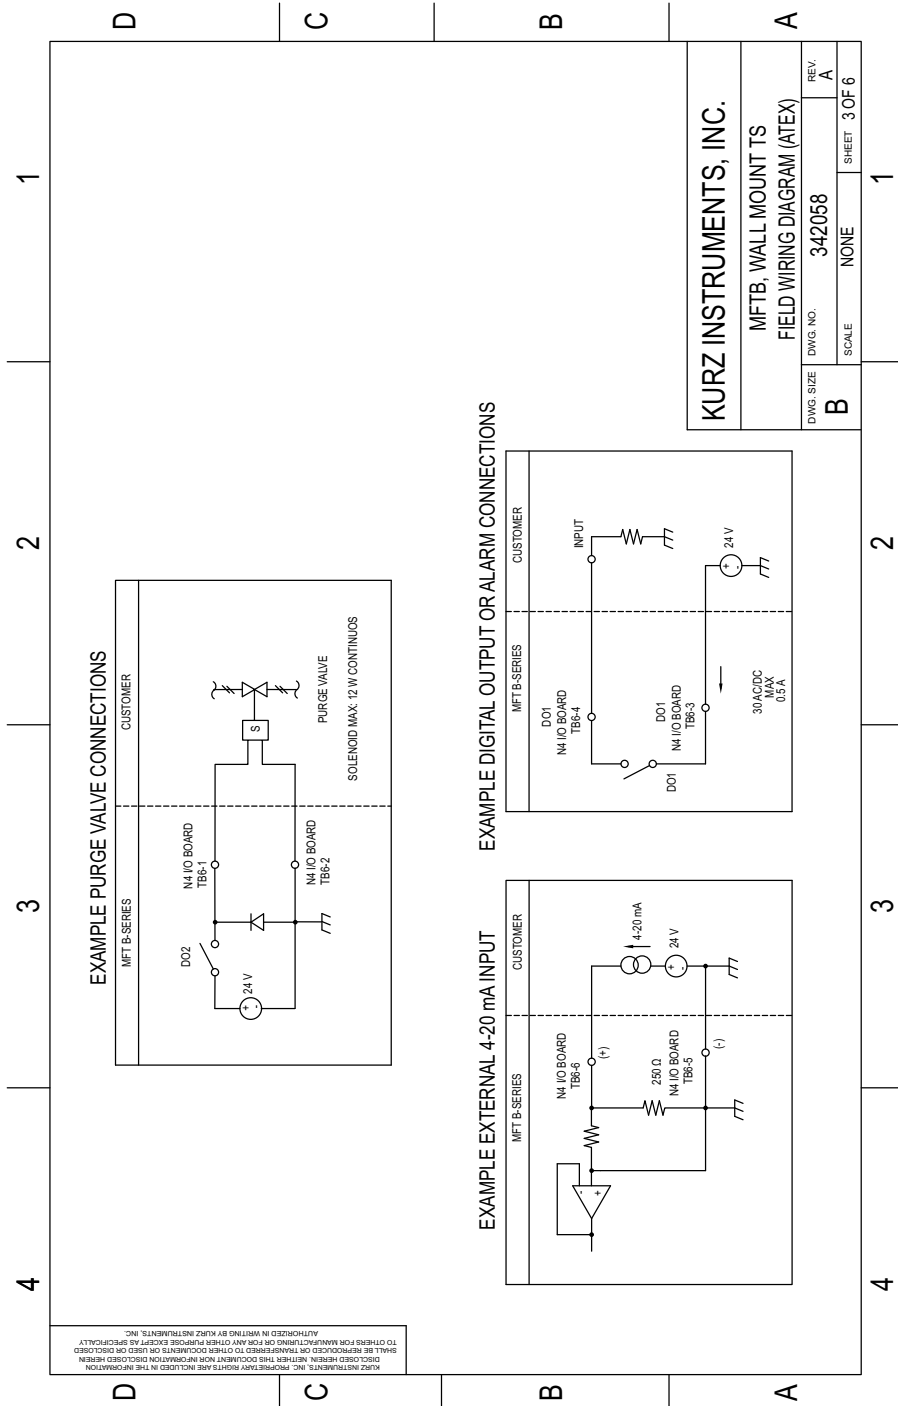 4
3
2
1
D
D
C
C
B
B
A
A
KURZ INSTRUMENTS, INC. PROPRIETARY RIGHTS ARE INCLUDED IN THE INFORMATION
DISCLOSED HEREIN. NEITHER THIS DOCUMENT NOR INFORMATION DISCLOSED HEREIN
SHALL BE REPRODUCED OR TRANSFERRED TO OTHER DOCUMENTS OR USED OR DISCLOSED
TO OTHERS FOR MANUFACTURING OR FOR ANY OTHER PURPOSE EXCEPT AS SPECIFICALLY
AUTHORIZED IN WRITING BY KURZ INSTRUMENTS, INC.
EXAMPLE PURGE VALVE CONNECTIONS
MFT B-SERIES
CUSTOMER
DO2
N4 I/O BOARD
TB6-1
24 V
+
-
S
N4 I/O BOARD
TB6-2
PURGE VALVE
SOLENOID MAX: 12 W CONTINUOS
EXAMPLE EXTERNAL 4-20 mA INPUT
MFT B-SERIES
CUSTOMER
N4 I/O BOARD
TB6-6
(+)
-
+
4-20 mA
250 Ω
N4 I/O BOARD
TB6-5
(-)
24 V
+
-
EXAMPLE DIGITAL OUTPUT OR ALARM CONNECTIONS
MFT B-SERIES
CUSTOMER
DO1
N4 I/O BOARD
TB6-4
INPUT
DO1
DO1
N4 I/O BOARD
TB6-3
24 V
+
-
30 AC/DC
MAX
0.5 A
KURZ INSTRUMENTS, INC.
MFTB, WALL MOUNT TS
FIELD WIRING DIAGRAM (ATEX)
DWG. SIZE
B
DWG. NO.
342058
REV.
A
SCALE
NONE
SHEET 3 OF 6
4
3
2
1